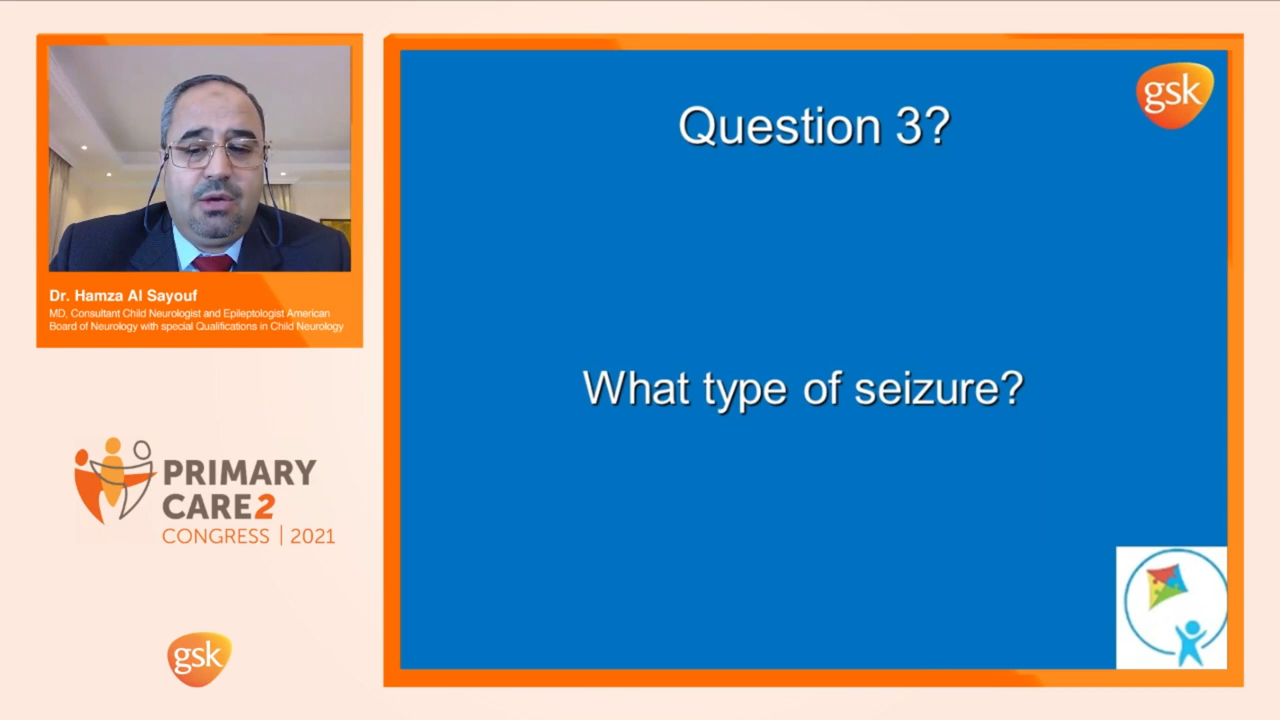 Dr. Hamza Al Sayouf
MD, Consultant Child Neurologist and Epileptologist American
Board of Neurology with special Qualifications in Child Neurology
PRIMARY
CARE2
CONGRESS | 2021
gsk
gsk
Question 3?
What type of seizure?